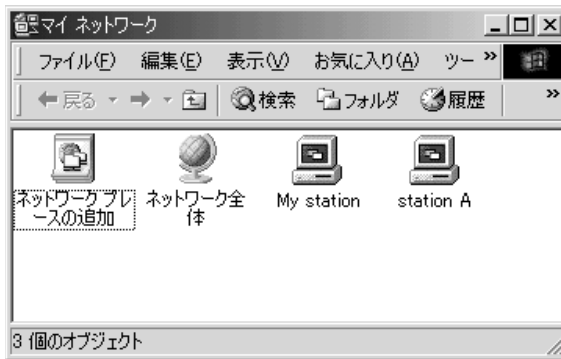 マイ ネットワーク
ファイル(F) 編集(E) 表示(V) お気に入り(A) ツー »
戻る 検索 フォルダ 履歴 »
ネットワーク プレ
ースの追加
ネットワーク全
体
My station
station A
3 個のオブジェクト